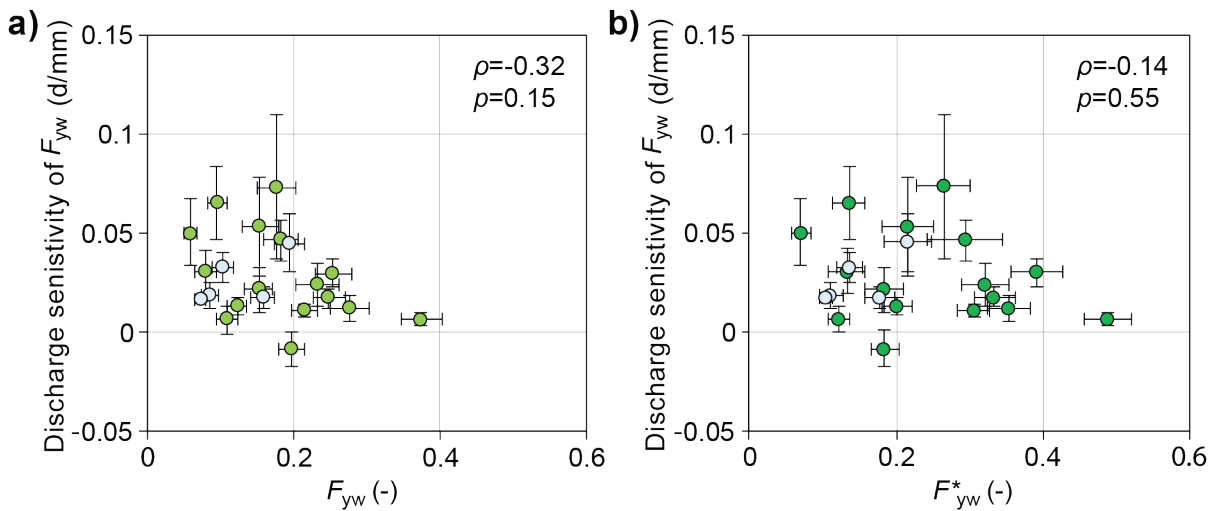 a)
Discharge senistivity of Fyw (d/mm)
0.15
0.1
0.05
0
-0.05
ρ=-0.32
p=0.15
0
0.2
0.4
0.6
Fyw (-)
b)
Discharge senistivity of Fyw (d/mm)
0.15
0.1
0.05
0
-0.05
ρ=-0.14
p=0.55
0
0.2
0.4
0.6
F*yw (-)